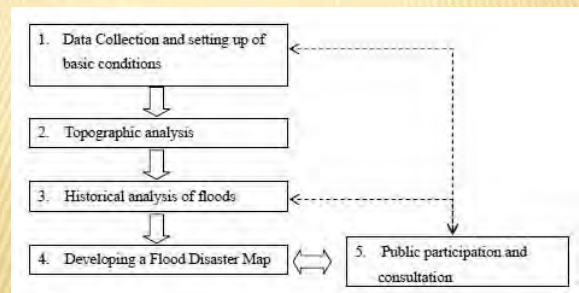 1. Data Collection and setting up of
basic conditions
2. Topographic analysis
3. Historical analysis of floods
4. Developing a Flood Disaster Map
5. Public participation and
consultation